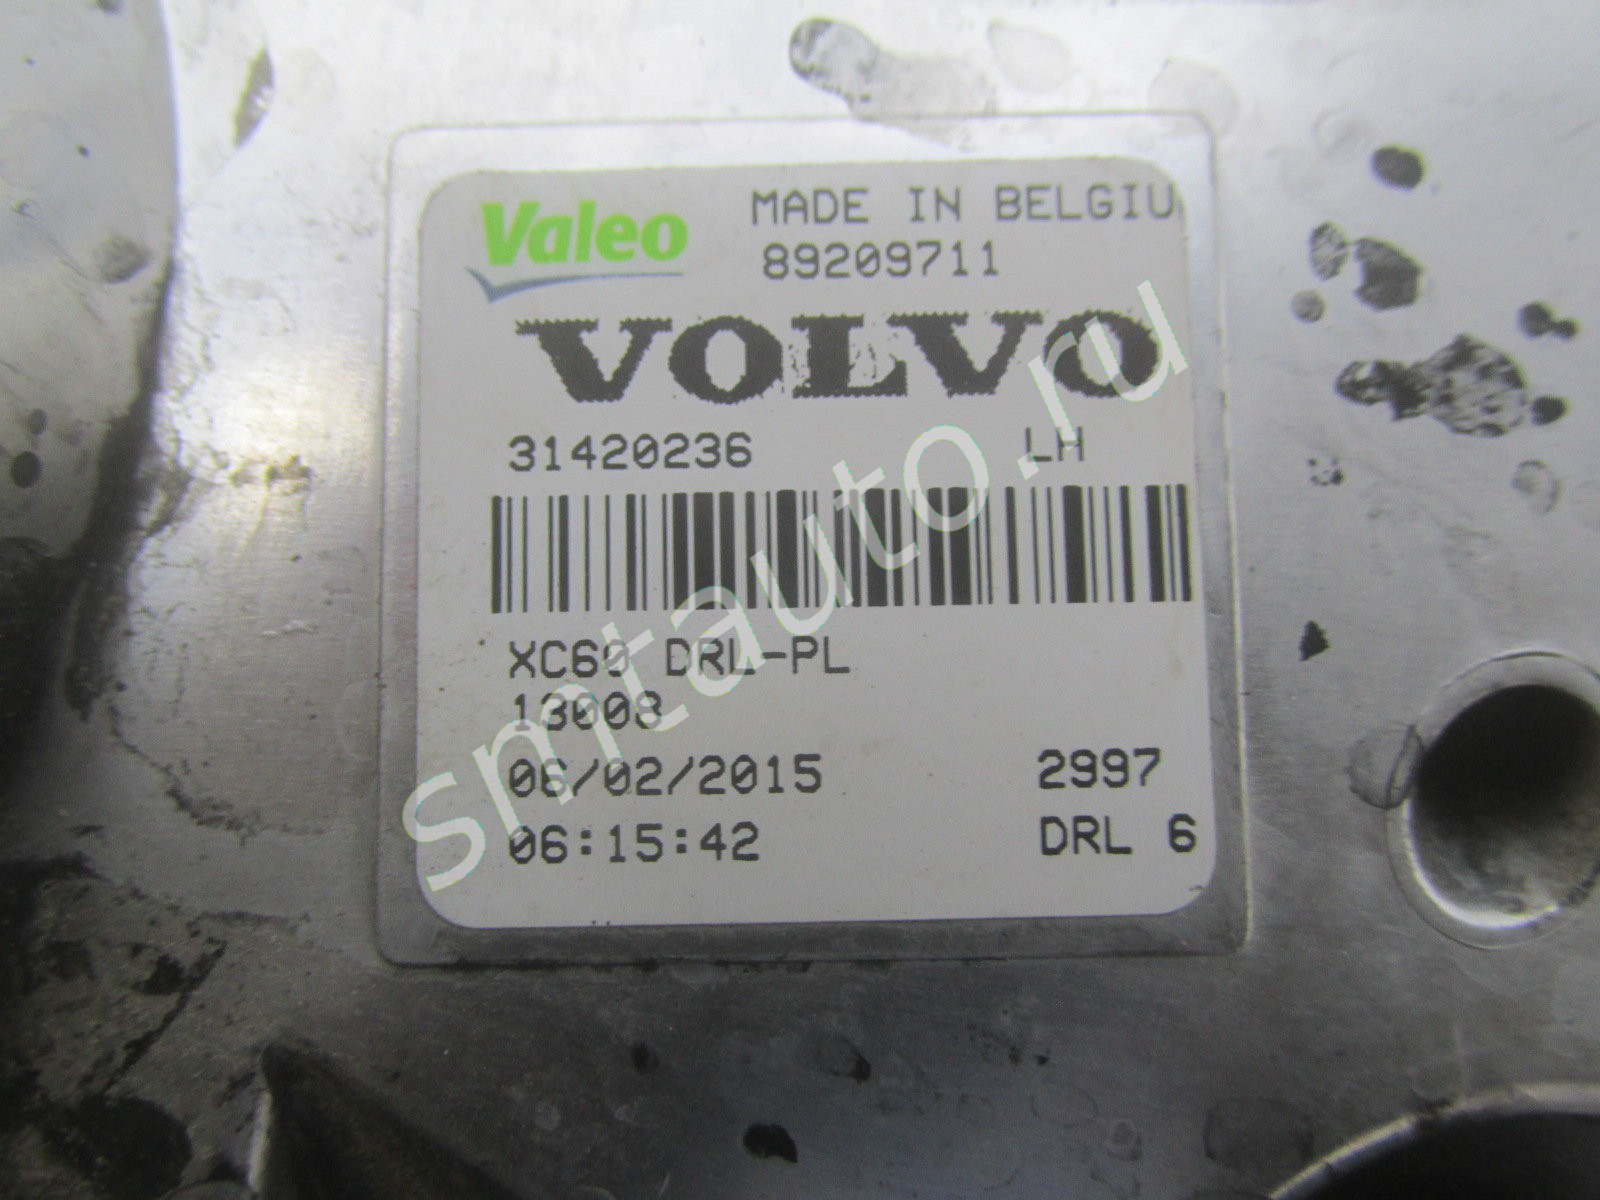 Valeo
MADE IN BELGIU
89209711
VOLVO
31420236 LH
XC60 DRL-PL
13008
06/02/2015 2997
06:15:42 DRL 6
smtauto.ru